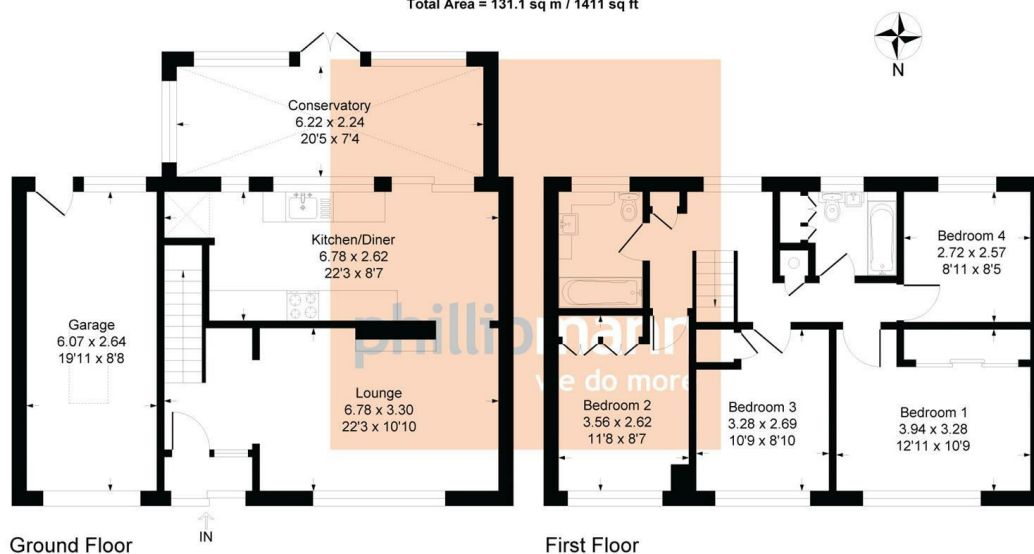 Total Area = 131.1 sq m / 1411 sq ft
N
Conservatory
6.22 x 2.24
20'5 x 7'4
Kitchen/Diner
6.78 x 2.62
22'3 x 8'7
Garage
6.07 x 2.64
19'11 x 8'8
Lounge
6.78 x 3.30
22'3 x 10'10
IN
Ground Floor
phillipmann
we do more
Bedroom 4
2.72 x 2.57
8'11 x 8'5
Bedroom 2
3.56 x 2.62
11'8 x 8'7
Bedroom 3
3.28 x 2.69
10'9 x 8'10
Bedroom 1
3.94 x 3.28
12'11 x 10'9
First Floor